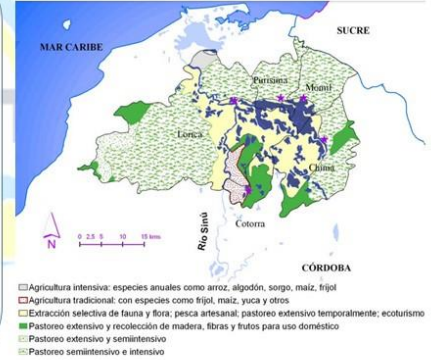 SUCRE
MAR CARIBE
Purísima
Momil
Lorica
Chimá
Río Sinú
Cotorra
N
0 2.5 5 10 15 kms
CÓRDOBA
Agricultura intensiva: especies anuales como arroz, algodón, sorgo, maíz, fríjol
Agricultura tradicional: con especies como fríjol, maíz, yuca y otros
Extracción selectiva de fauna y flora; pesca artesanal; pastoreo extensivo temporalmente; ecoturismo
Pastoreo extensivo y recolección de madera, fibras y frutos para uso doméstico
Pastoreo extensivo y semiintensivo
Pastoreo semiintensivo e intensivo